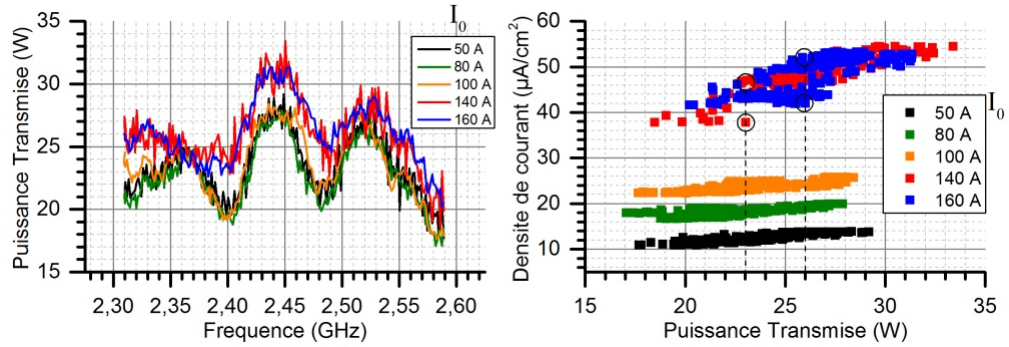 I₀
35
30
25
20
15
Puissance Transmise (W)
50 A
80 A
100 A
140 A
160 A
2,30 2,35 2,40 2,45 2,50 2,55 2,60
Frequence (GHz)
60
50
40
30
20
10
Densite de courant (µA/cm²)
I₀
50 A
80 A
100 A
140 A
160 A
15 20 25 30 35
Puissance Transmise (W)